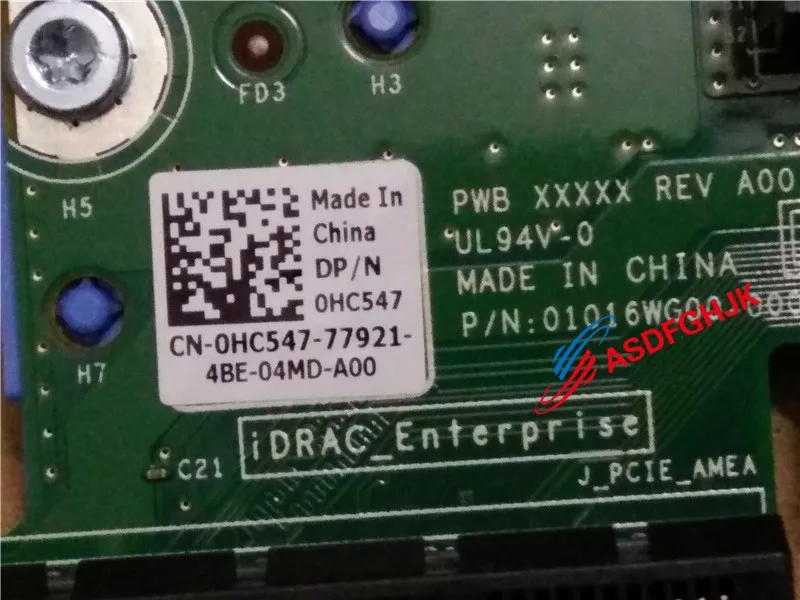 FD3
H3
H5
Made In
China
DP/N
0HC547
CN-0HC547-77921-
4BE-04MD-A00
PWB XXXXX REV A00
UL94V-0
MADE IN CHINA
P/N:01016WG00
ASDFGHJK
H7
iDRAC_Enterprise
C21
J_PCIE_AMEA